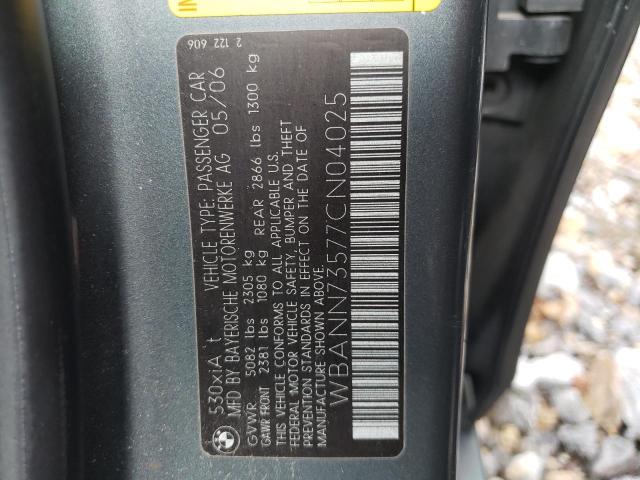 2 122 606
530xiA t VEHICLE TYPE: PASSENGER CAR
MFD BY BAYERISCHE MOTORENWERKE AG 05/06
GVWR 5082 lbs 2305 kg
GAWR FRONT 2381 lbs 1080 kg REAR 2866 lbs 1300 kg
THIS VEHICLE CONFORMS TO ALL APPLICABLE U.S.
FEDERAL MOTOR VEHICLE SAFETY, BUMPER AND THEFT
PREVENTION STANDARDS IN EFFECT ON THE DATE OF
MANUFACTURE SHOWN ABOVE.
WBANN73577CN04025